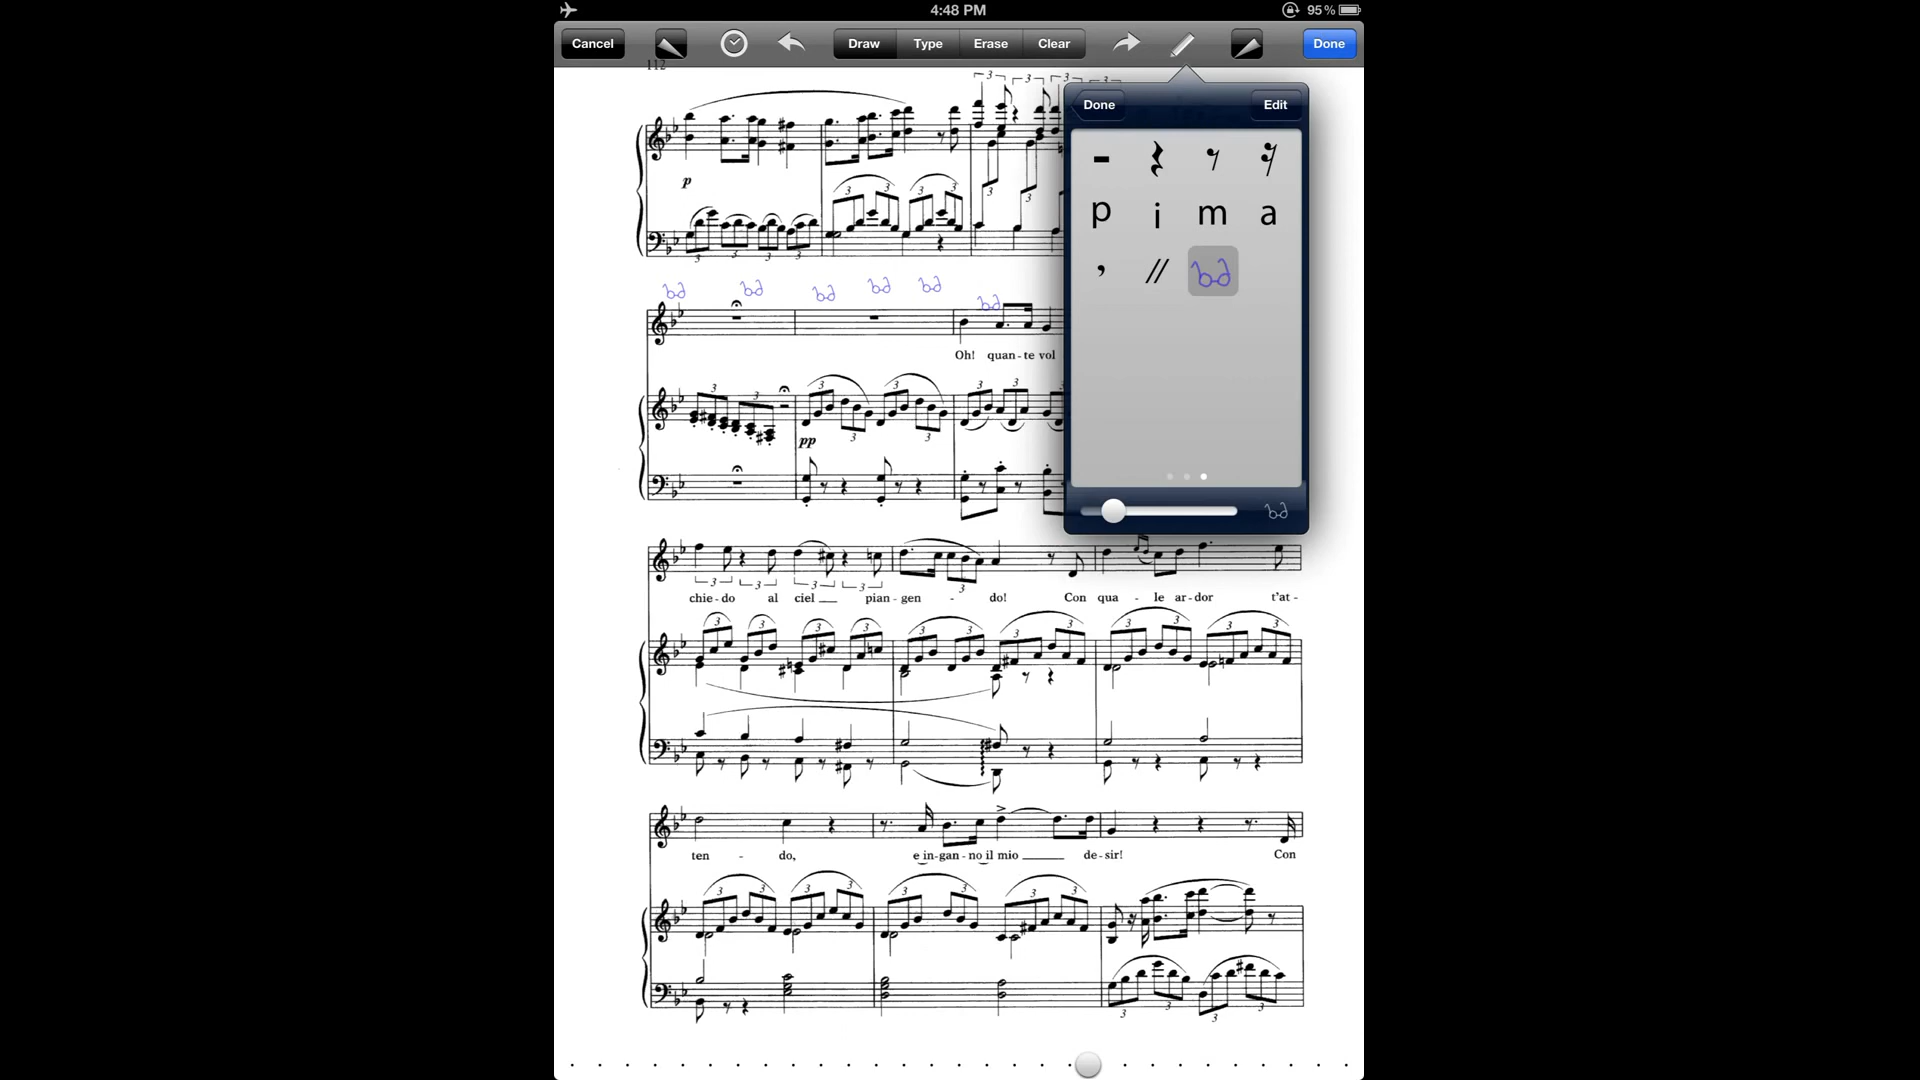 4:48 PM
95%
Cancel
Draw
Type
Erase
Clear
Done
112
Done
Edit
p
i
m
a
,
//
p
Oh! quan-te vol
pp
chie-do al ciel pian-gen - do! Con qua - le ar-dor t'at-
ten - do, e in-gan-no il mio de-sir! Con